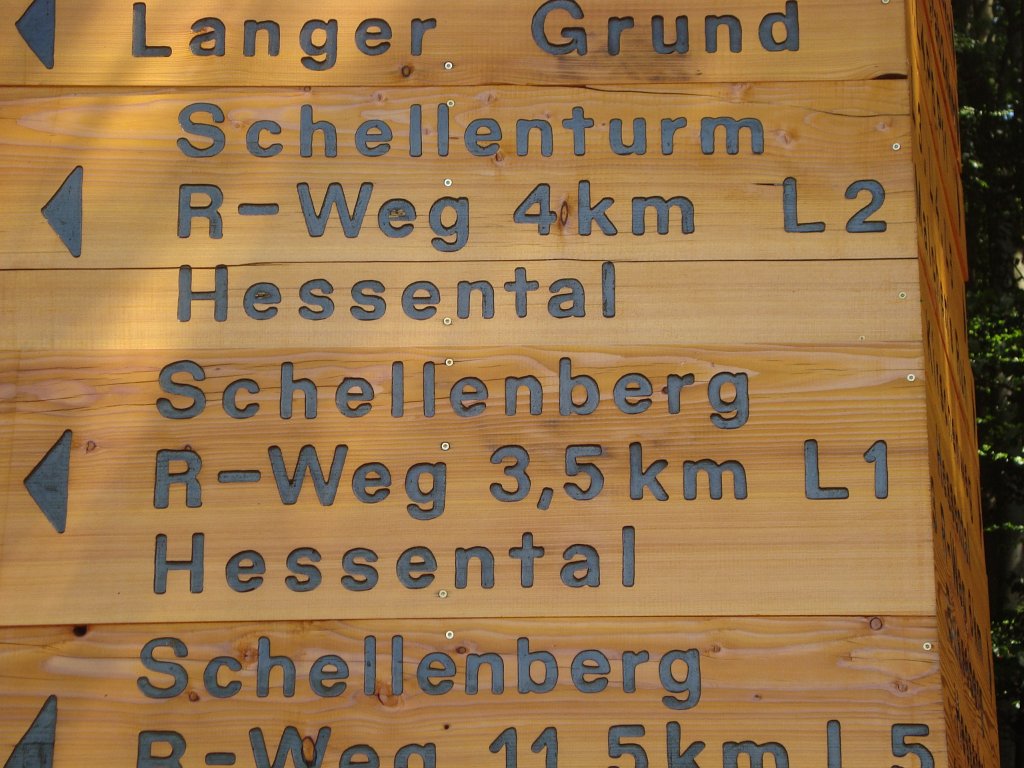 Langer Grund
Schellenturm
R-Weg 4km L2
Hessental
Schellenberg
R-Weg 3,5km L1
Hessental
Schellenberg
R-Weg 11,5km L5